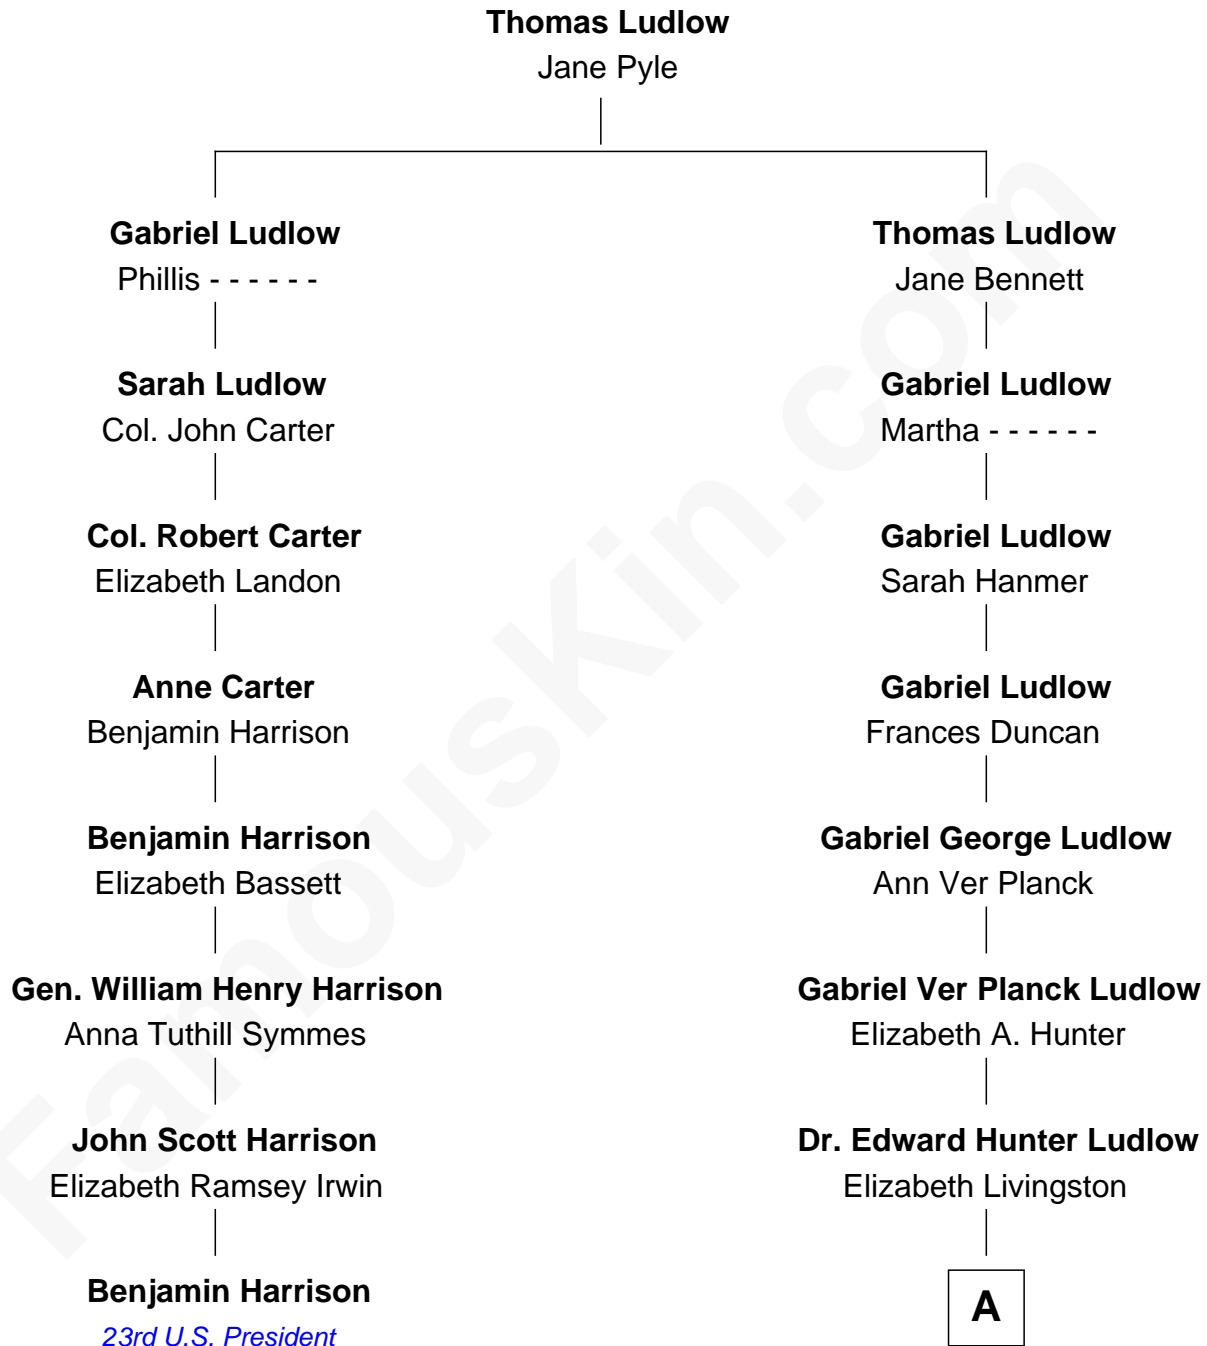 Thomas Ludlow
Jane Pyle
Gabriel Ludlow
Phillis - - - - - -
Thomas Ludlow
Jane Bennett
Sarah Ludlow
Col. John Carter
Gabriel Ludlow
Martha - - - - - -
Col. Robert Carter
Elizabeth Landon
Gabriel Ludlow
Sarah Hanmer
Anne Carter
Benjamin Harrison
Gabriel Ludlow
Frances Duncan
Benjamin Harrison
Elizabeth Bassett
Gabriel George Ludlow
Ann Ver Planck
Gen. William Henry Harrison
Anna Tuthill Symmes
Gabriel Ver Planck Ludlow
Elizabeth A. Hunter
John Scott Harrison
Elizabeth Ramsey Irwin
Dr. Edward Hunter Ludlow
Elizabeth Livingston
Benjamin Harrison
23rd U.S. President
A
FamousKin.com